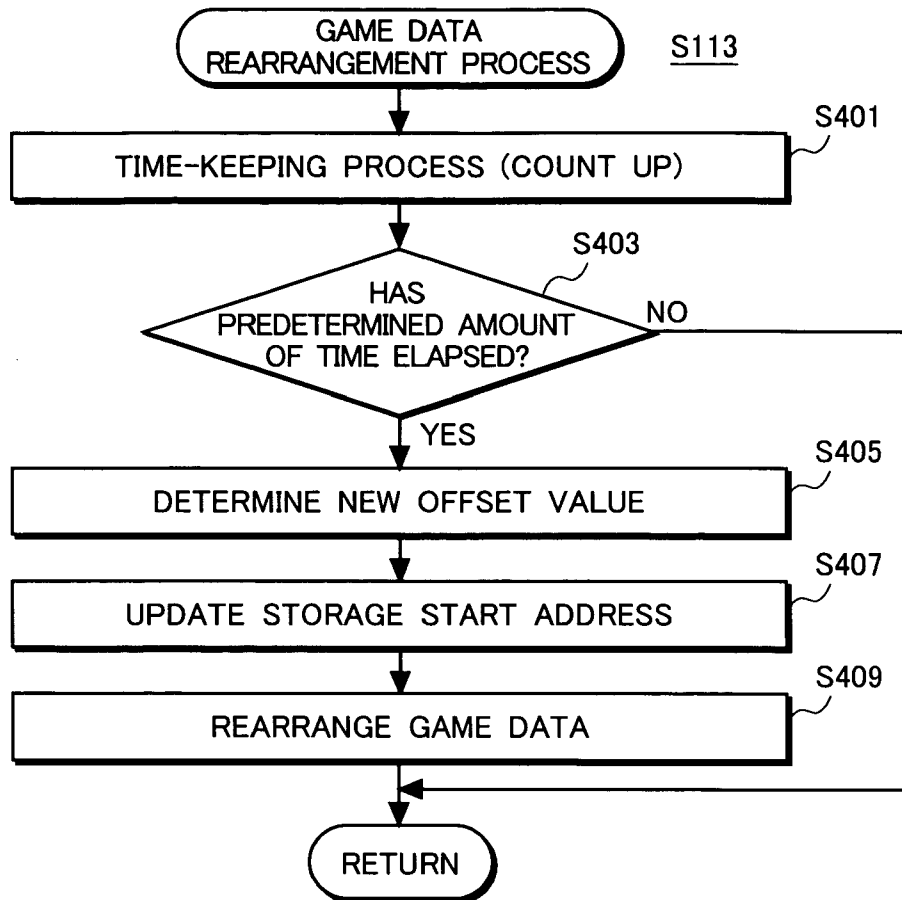 GAME DATA
REARRANGEMENT PROCESS
S113
S401
TIME-KEEPING PROCESS (COUNT UP)
S403
HAS
PREDETERMINED AMOUNT
OF TIME ELAPSED?
NO
YES
S405
DETERMINE NEW OFFSET VALUE
S407
UPDATE STORAGE START ADDRESS
S409
REARRANGE GAME DATA
RETURN